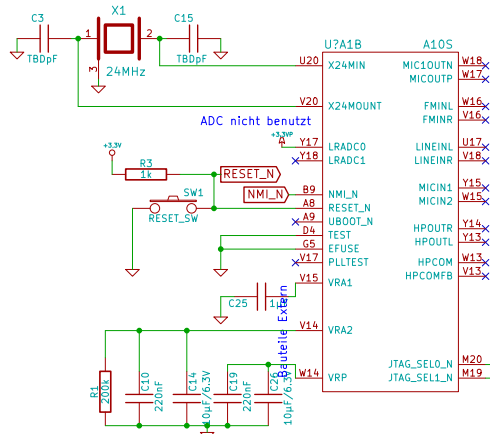 C3
X1
C15
1
2
3
TBDpF
24MHz
TBDpF
U?A1B
A10S
U20
X24MIN
MIC1OUTN
W18
MICOUTP
W17
V20
X24MOUNT
FMINL
W16
FMINR
V16
ADC nicht benutzt
+3.3VP
Y17
LRADC0
LINEINL
U17
Y18
LRADC1
LINEINR
V18
+3.3V
R3
1k
RESET_N
NMI_N
SW1
RESET_SW
B9
NMI_N
MICIN1
Y15
A8
RESET_N
MICIN2
W15
A9
UBOOT_N
D4
TEST
HPOUTR
Y14
G5
EFUSE
HPOUTL
Y13
V17
PLLTEST
HPCOM
W13
HPCOMFB
V13
V15
VRA1
C25
Bauteile Extern
V14
VRA2
JTAG_SEL0_N
M20
JTAG_SEL1_N
M19
W14
VRP
R1
200k
C10
220nF
C14
10µF/6.3V
C19
220nF
C26
10µF/6.3V